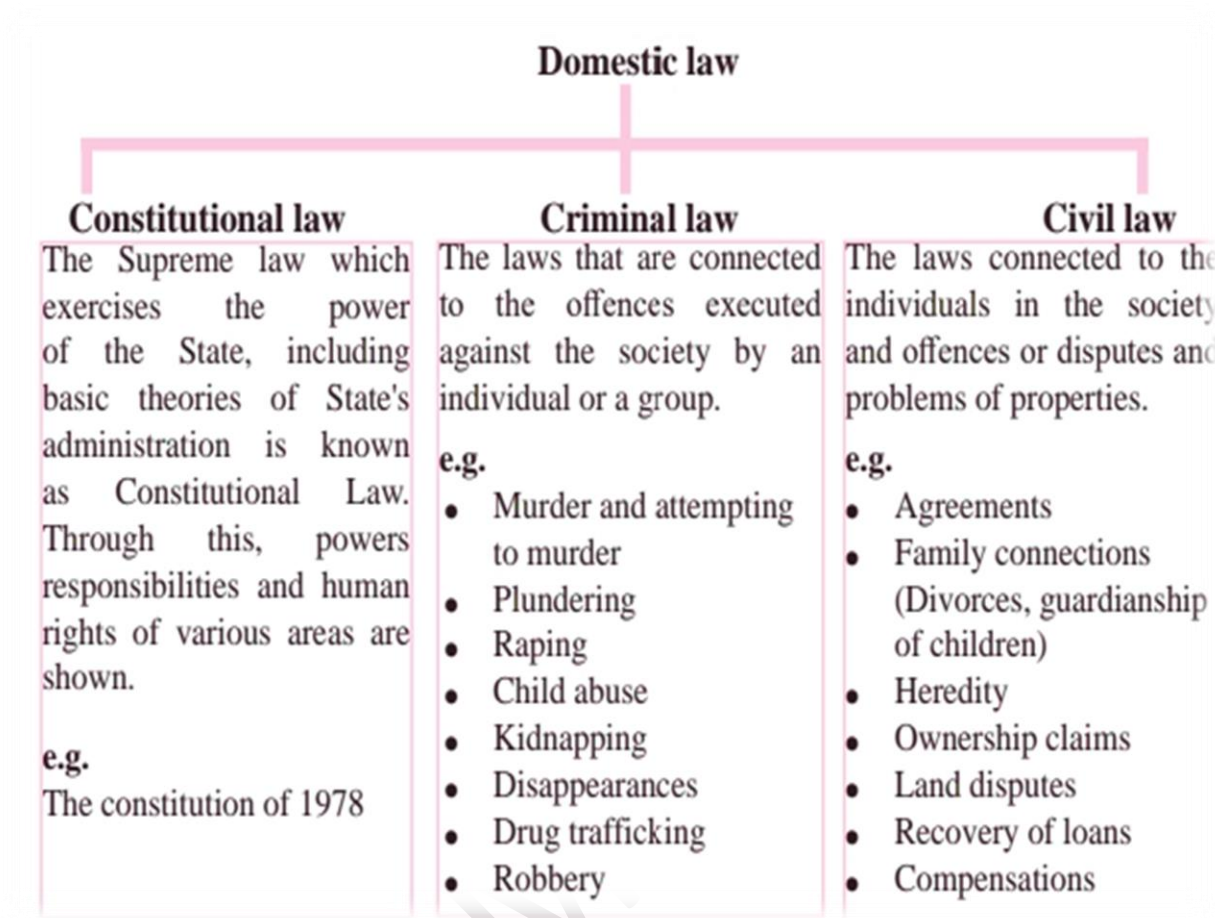 Domestic law
Constitutional law
The Supreme law which
exercises the power
of the State, including
basic theories of State's
administration is known
as Constitutional Law.
Through this, powers
responsibilities and human
rights of various areas are
shown.
e.g.
The constitution of 1978
Criminal law
The laws that are connected
to the offences executed
against the society by an
individual or a group.
e.g.
• Murder and attempting
to murder
• Plundering
• Raping
• Child abuse
• Kidnapping
• Disappearances
• Drug trafficking
• Robbery
Civil law
The laws connected to the
individuals in the society
and offences or disputes and
problems of properties.
e.g.
• Agreements
• Family connections
(Divorces, guardianship
of children)
• Heredity
• Ownership claims
• Land disputes
• Recovery of loans
• Compensations